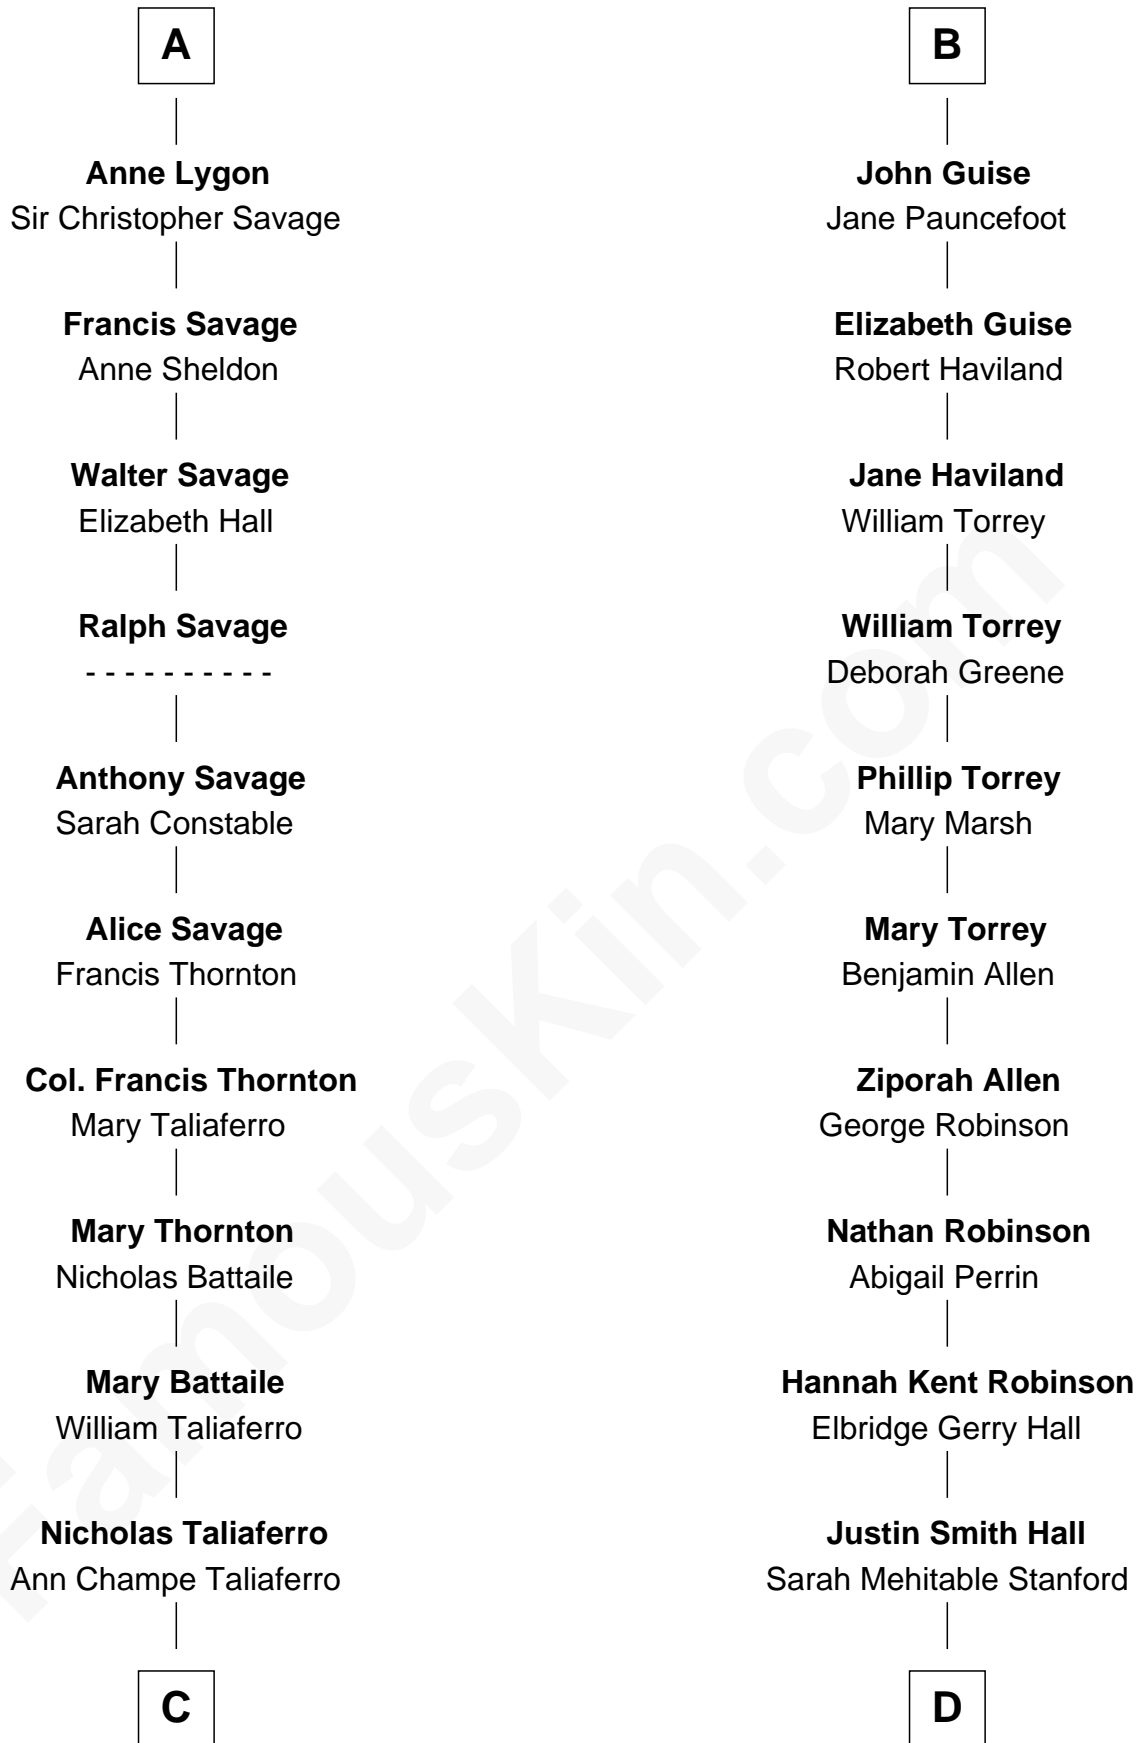 A
Anne Lygon
Sir Christopher Savage
Francis Savage
Anne Sheldon
Walter Savage
Elizabeth Hall
Ralph Savage
- - - - - - - - - -
Anthony Savage
Sarah Constable
Alice Savage
Francis Thornton
Col. Francis Thornton
Mary Taliaferro
Mary Thornton
Nicholas Battaile
Mary Battaile
William Taliaferro
Nicholas Taliaferro
Ann Champe Taliaferro
C
B
John Guise
Jane Pauncefoot
Elizabeth Guise
Robert Haviland
Jane Haviland
William Torrey
William Torrey
Deborah Greene
Phillip Torrey
Mary Marsh
Mary Torrey
Benjamin Allen
Ziporah Allen
George Robinson
Nathan Robinson
Abigail Perrin
Hannah Kent Robinson
Elbridge Gerry Hall
Justin Smith Hall
Sarah Mehitable Stanford
D
FamousKin.com